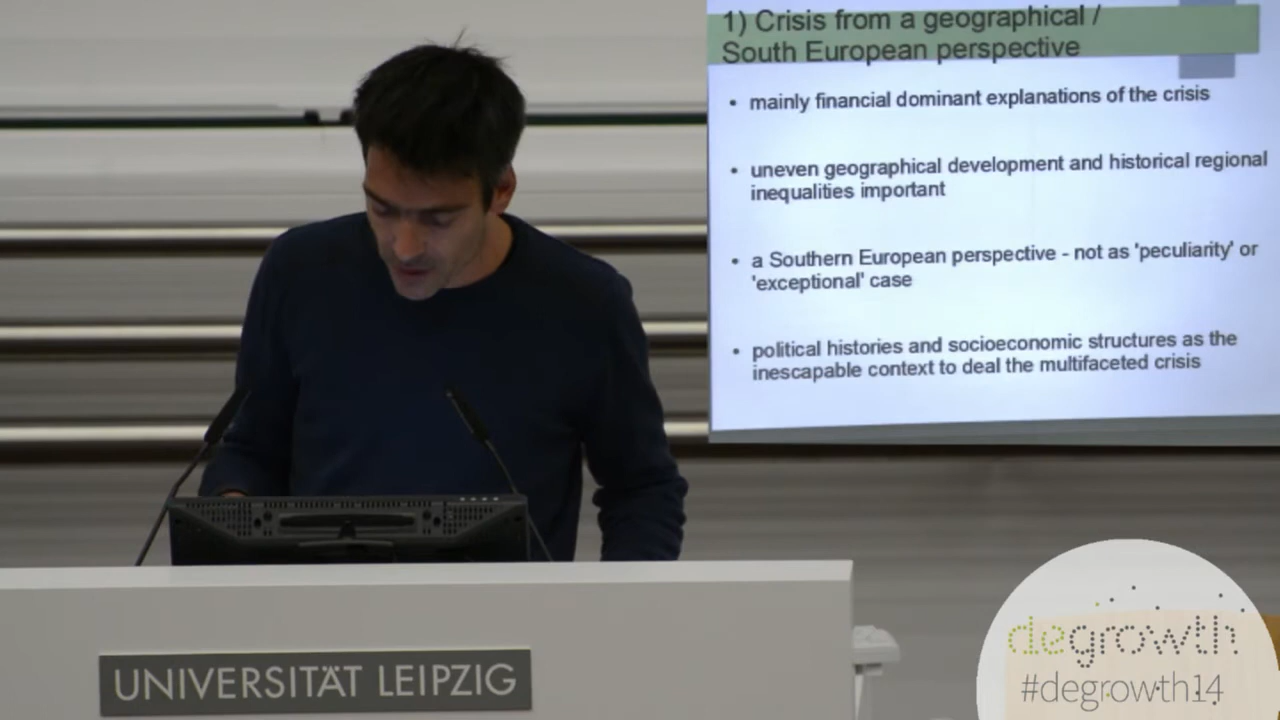 1) Crisis from a geographical /
South European perspective
• mainly financial dominant explanations of the crisis
• uneven geographical development and historical regional
inequalities important
• a Southern European perspective - not as 'peculiarity' or
'exceptional' case
• political histories and socioeconomic structures as the
inescapable context to deal the multifaceted crisis
UNIVERSITÄT LEIPZIG
degrowth
#degrowth14